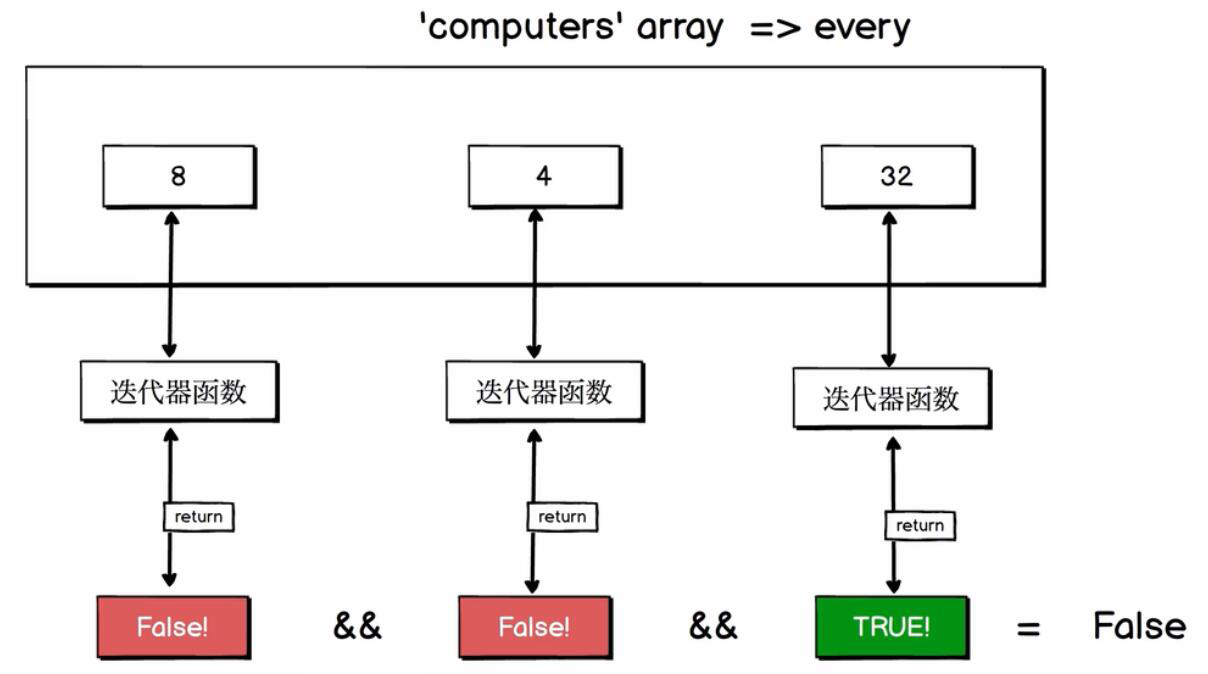 'computers' array => every
8 4 32
迭代器函数 迭代器函数 迭代器函数
return return return
False! && False! && TRUE! = False